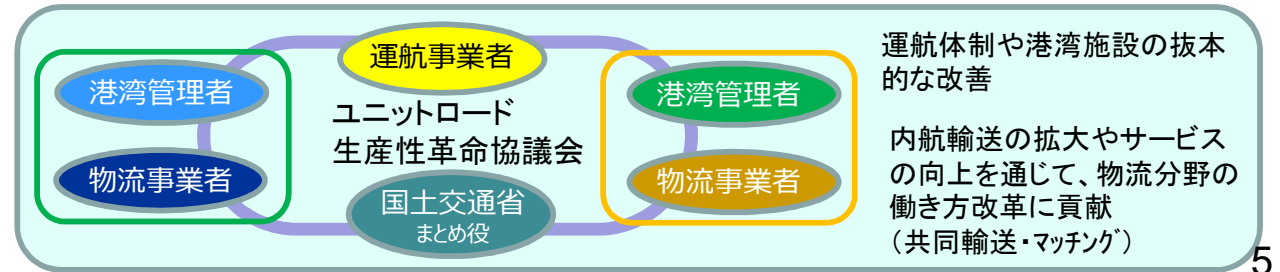 運航事業者
港湾管理者
物流事業者
ユニットロード
生産性革命協議会
国土交通省
まとめ役
港湾管理者
物流事業者
運航体制や港湾施設の抜本
的な改善
内航輸送の拡大やサービス
の向上を通じて、物流分野の
働き方改革に貢献
（共同輸送・ﾏｯﾁﾝｸﾞ）
5